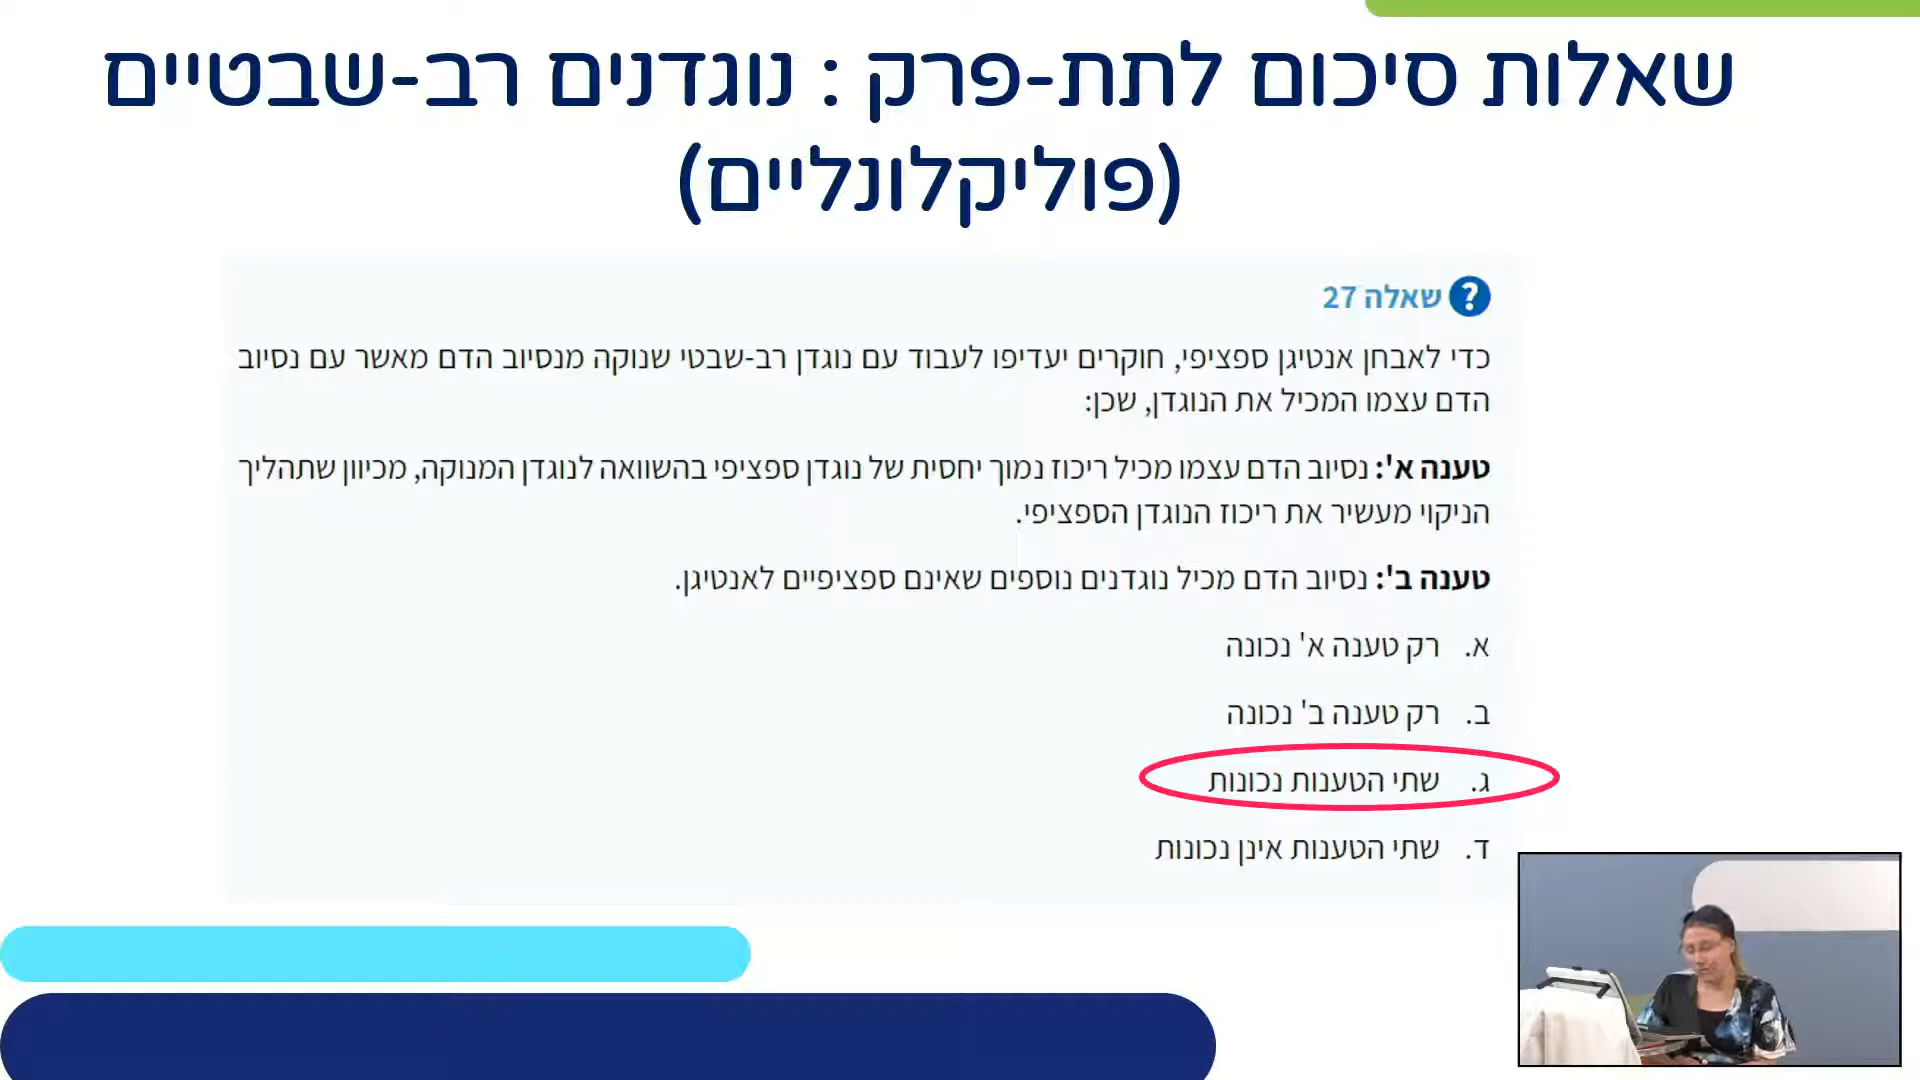 שאלות סיכום לתת-פרק : נוגדנים רב-שבטיים
(פוליקלונליים)
? שאלה 27
כדי לאבחן אנטיגן ספציפי, חוקרים יעדיפו לעבוד עם נוגדן רב-שבטי שנוקה מנסיוב הדם מאשר עם נסיוב
הדם עצמו המכיל את הנוגדן, שכן:
טענה א': נסיוב הדם עצמו מכיל ריכוז נמוך יחסית של נוגדן ספציפי בהשוואה לנוגדן המנוקה, מכיוון שתהליך
הניקוי מעשיר את ריכוז הנוגדן הספציפי.
טענה ב': נסיוב הדם מכיל נוגדנים נוספים שאינם ספציפיים לאנטיגן.
א. רק טענה א' נכונה
ב. רק טענה ב' נכונה
ג. שתי הטענות נכונות
ד. שתי הטענות אינן נכונות